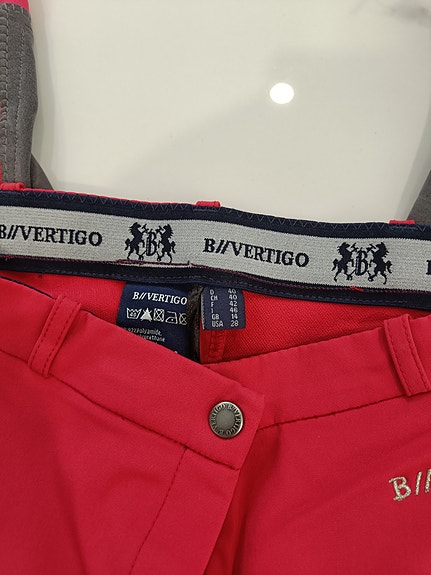 B//VERTIGO B B//VERTIGO B
B//VERTIGO
D 40
CH 40
F 42
I 46
GB 14
USA 28
B//